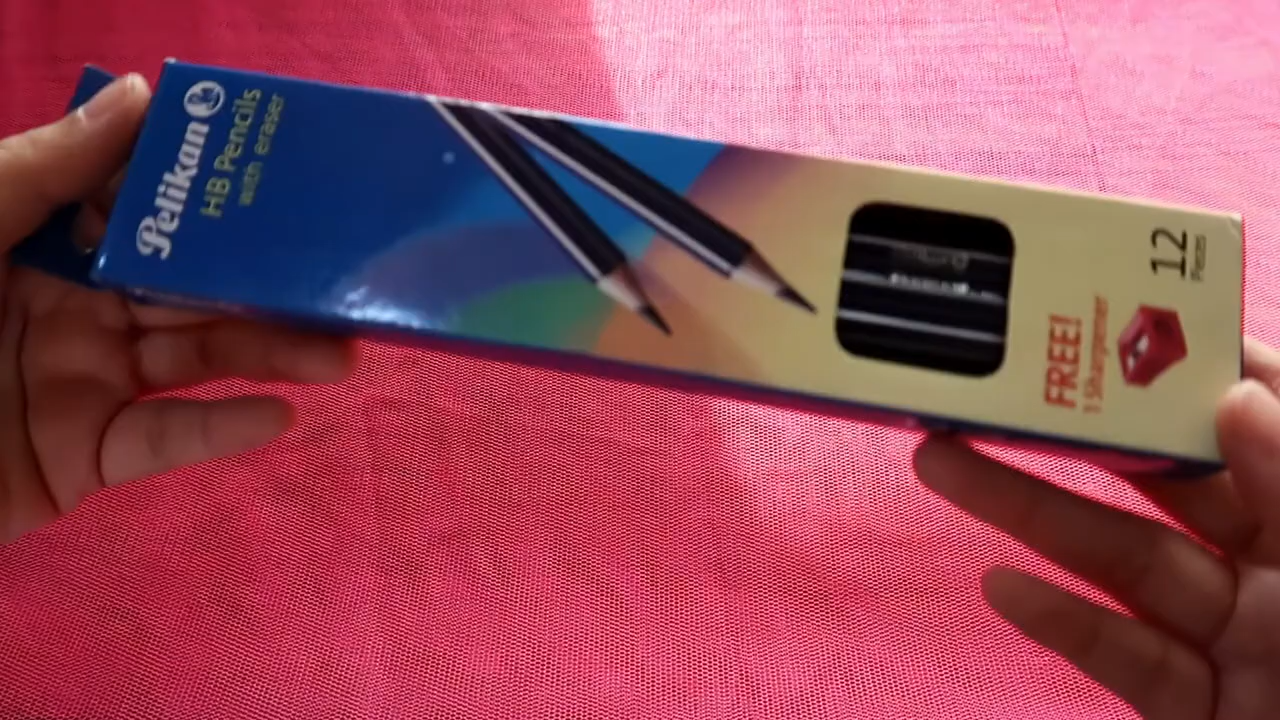 Pelikan
HB Pencils
with eraser
FREE!
1 Sharpener
12
Pieces